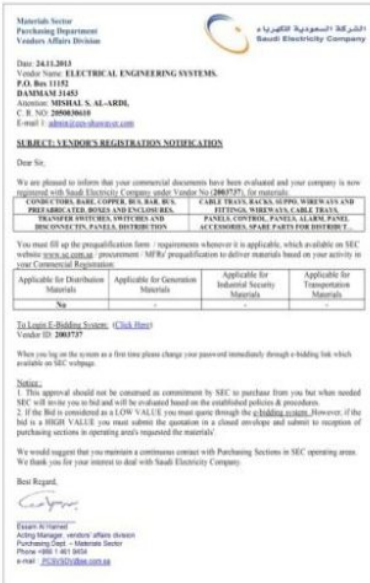 Materials Sector
Purchasing Department
Vendors Affairs Division
الشركة السعودية للكهرباء
Saudi Electricity Company
Date: 24.11.2013
Vendor Name: ELECTRICAL ENGINEERING SYSTEMS.
P.O. Box 11152
DAMMAM 31453
Attention: MISHAL S. AL-ARDI,
C. R. NO: 2050030610
E-mail 1:
SUBJECT: VENDOR'S REGISTRATION NOTIFICATION
Dear Sir,
We are pleased to inform that your commercial documents have been evaluated and your company is now
registered with Saudi Electricity Company under Vendor No (2003737), for materials:
CONDUCTORS, BARE, COPPER, BUS, BAR, BUS, PREFABRICATED, BOXES AND ENCLOSURES,
CABLE TRAYS, RACKS, SUPPO, WIREWAYS AND FITTINGS, WIREWAYS, CABLE TRAYS,
TRANSFER SWITCHES, SWITCHES AND DISCONNECTIN, PANELS, DISTRIBUTION
PANELS, CONTROL, PANELS, ALARM, PANEL ACCESSORIES, SPARE PARTS FOR DISTRIBUT...
You must fill up the prequalification form / requirements whenever it is applicable, which available on SEC
website www.se.com.sa / procurement / MFRs' prequalification to deliver materials based on your activity in
your Commercial Registration:
Applicable for Distribution Materials
Applicable for Generation Materials
Applicable for Industrial Security Materials
Applicable for Transportation Materials
No - - -
To Login E-Bidding System: (Click Here)
Vendor ID: 2003737
When you log on the system as a first time please change your password immediately through e-bidding link which
available on SEC webpage.
Notice:
1. This approval should not be construed as commitment by SEC to purchase from you but when needed
SEC will invite you to bid and will be evaluated based on the established policies & procedures.
2. If the Bid is considered as a LOW VALUE you must quote through the e-bidding system. However, if the
bid is a HIGH VALUE you must submit the quotation in a closed envelope and submit to reception of
purchasing sections in operating area's requested the materials'.
We would suggest that you maintain a continuous contact with Purchasing Sections in SEC operating areas.
We thank you for your interest to deal with Saudi Electricity Company.
Best Regard,
Essam Al Hamed
Acting Manager, vendors' affairs division
Purchasing Dept. – Materials Sector
Phone +966 1 461 9404
e-mail : PCSVSDV@se.com.sa